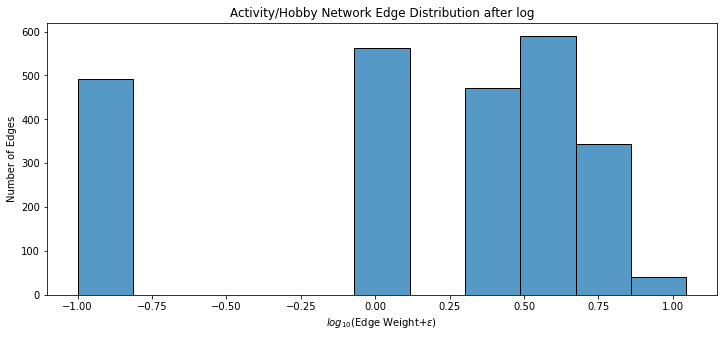 Activity/Hobby Network Edge Distribution after log
600
500
400
300
200
100
0
Number of Edges
−1.00 −0.75 −0.50 −0.25 0.00 0.25 0.50 0.75 1.00
log₁₀(Edge Weight+ε)